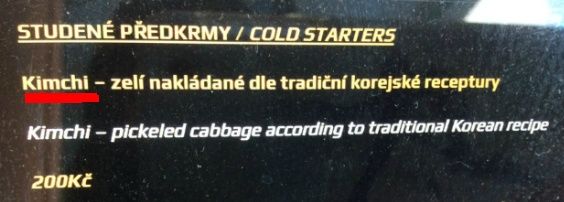 STUDENÉ PŘEDKRMY / COLD STARTERS
Kimchi – zelí nakládané dle tradiční korejské receptury
Kimchi – pickeled cabbage according to traditional Korean recipe
200Kč